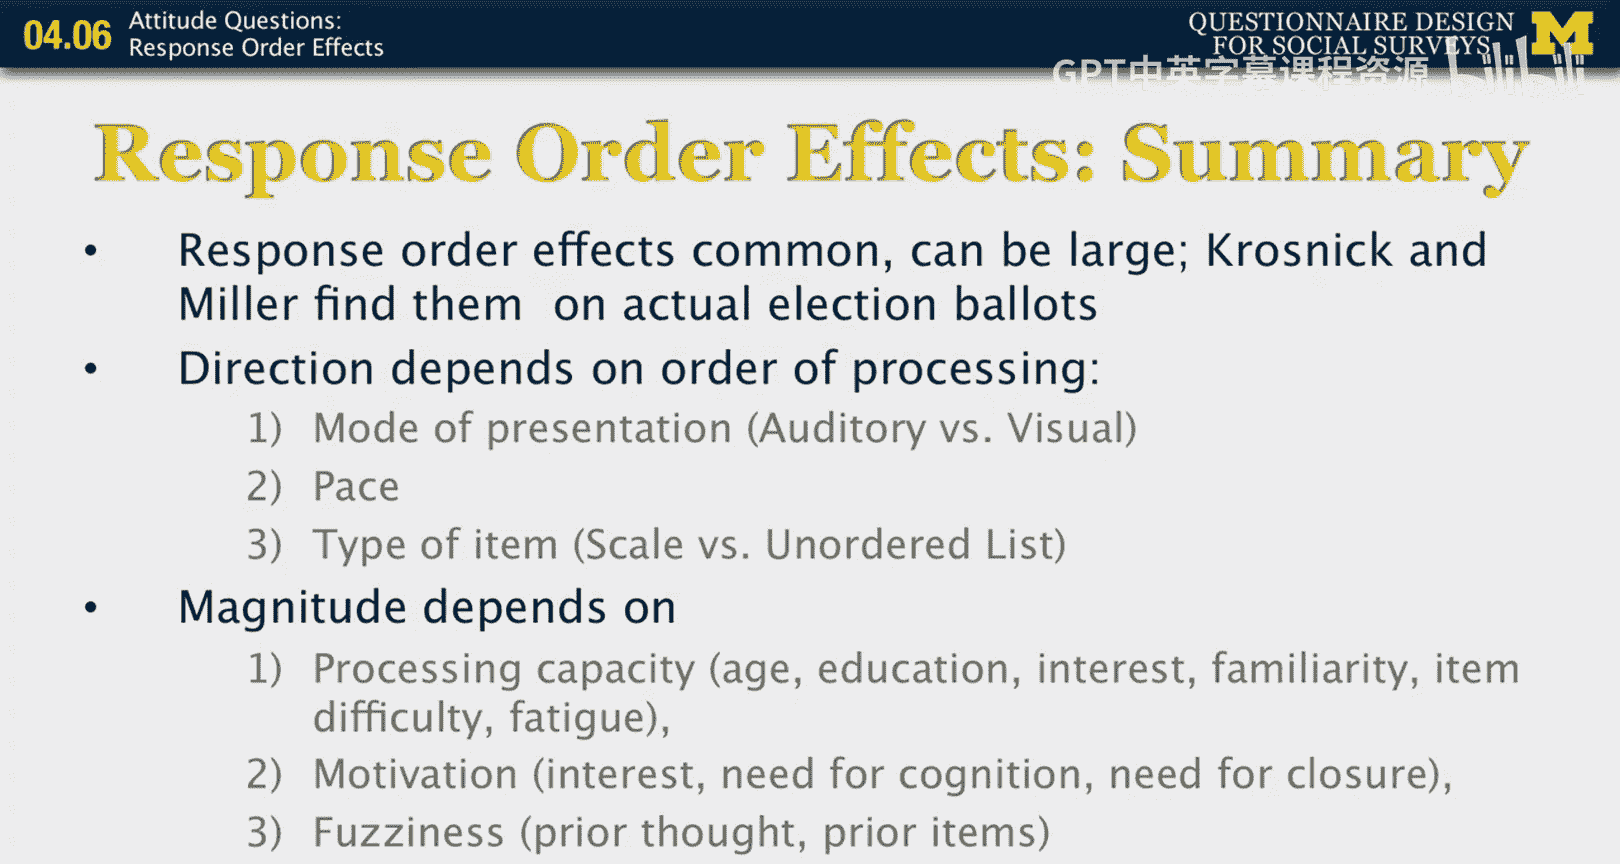 04.06
Attitude Questions:
Response Order Effects
QUESTIONNAIRE DESIGN
FOR SOCIAL SURVEYS
M
GPT中英字幕课程资源 bilibili
Response Order Effects: Summary
• Response order effects common, can be large; Krosnick and
Miller find them on actual election ballots
• Direction depends on order of processing:
1) Mode of presentation (Auditory vs. Visual)
2) Pace
3) Type of item (Scale vs. Unordered List)
• Magnitude depends on
1) Processing capacity (age, education, interest, familiarity, item
difficulty, fatigue),
2) Motivation (interest, need for cognition, need for closure),
3) Fuzziness (prior thought, prior items)